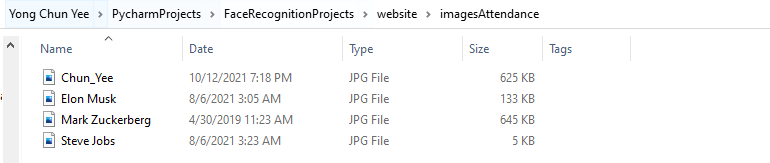 Yong Chun Yee > PycharmProjects > FaceRecognitionProjects > website > imagesAttendance
Name Date Type Size Tags
Chun_Yee 10/12/2021 7:18 PM JPG File 625 KB
Elon Musk 8/6/2021 3:05 AM JPG File 133 KB
Mark Zuckerberg 4/30/2019 11:23 AM JPG File 645 KB
Steve Jobs 8/6/2021 3:23 AM JPG File 5 KB